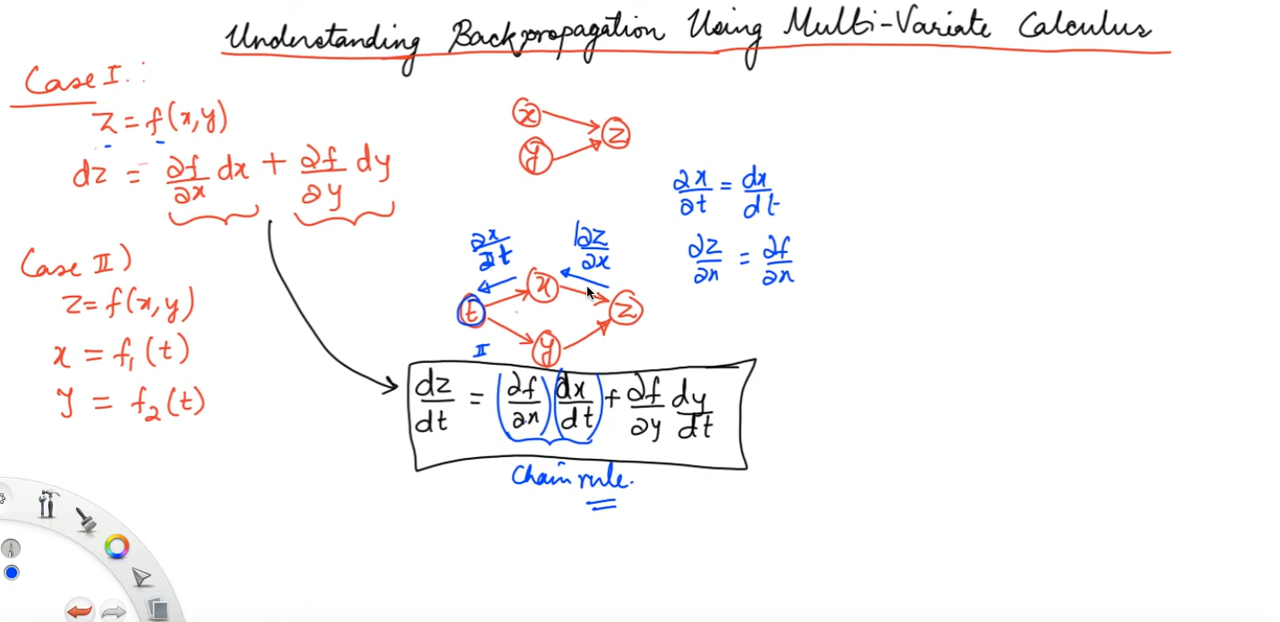 Understanding Backpropagation Using Multi-Variate Calculus
Case I :
z = f(x,y)
dz = ∂f/∂x dx + ∂f/∂y dy
x
y
z
∂x/∂t = dx/dt
∂z/∂x = ∂f/∂x
Case II)
z = f(x,y)
x = f₁(t)
y = f₂(t)
∂x/∂t
∂z/∂x
t
x
y
z
II
dz/dt = (∂f/∂x)(dx/dt) + ∂f/∂y dy/dt
Chain rule.